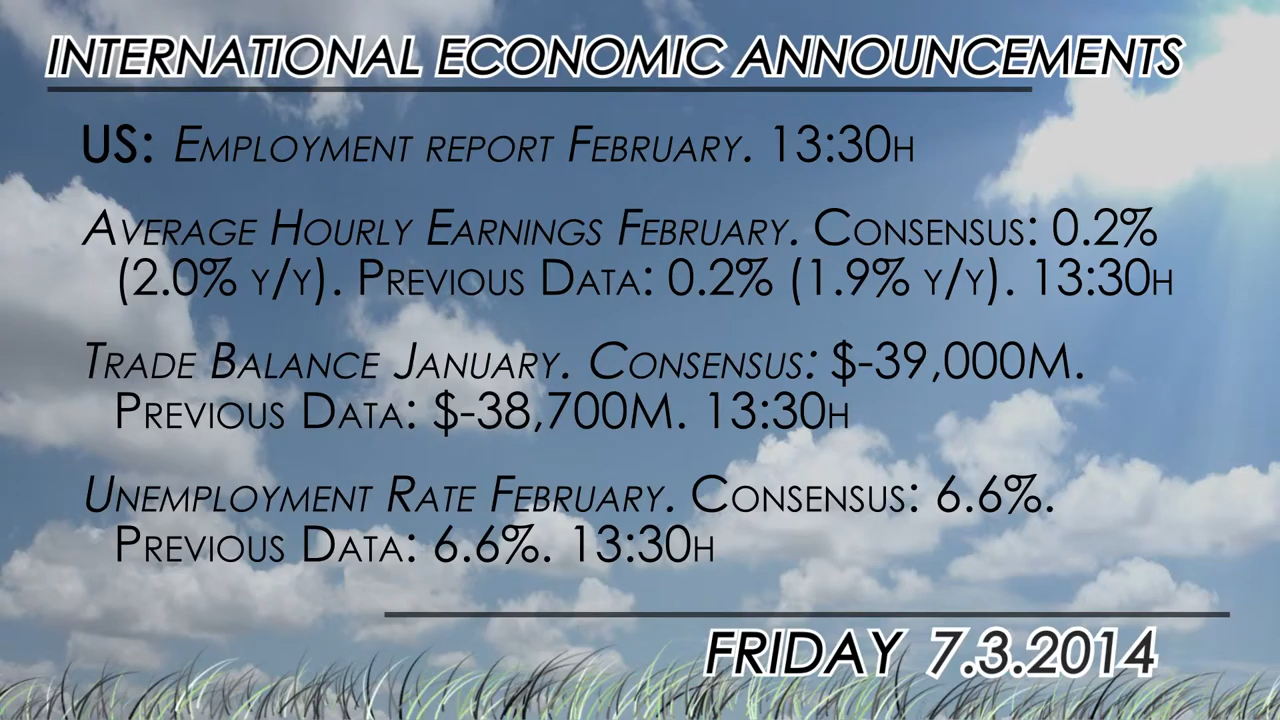 INTERNATIONAL ECONOMIC ANNOUNCEMENTS
US: EMPLOYMENT REPORT FEBRUARY. 13:30H
AVERAGE HOURLY EARNINGS FEBRUARY. CONSENSUS: 0.2%
(2.0% Y/Y). PREVIOUS DATA: 0.2% (1.9% Y/Y). 13:30H
TRADE BALANCE JANUARY. CONSENSUS: $-39,000M.
PREVIOUS DATA: $-38,700M. 13:30H
UNEMPLOYMENT RATE FEBRUARY. CONSENSUS: 6.6%.
PREVIOUS DATA: 6.6%. 13:30H
FRIDAY 7.3.2014